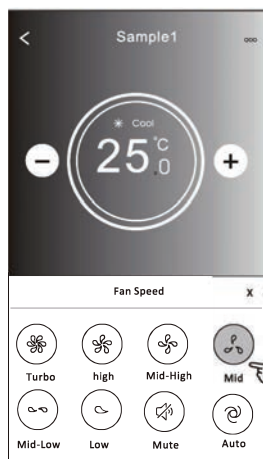 Sample1
Cool
25.0°C
Fan Speed X
Turbo high Mid-High Mid
Mid-Low Low Mute Auto